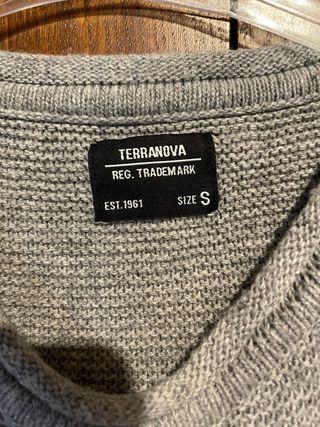 TERRANOVA
REG. TRADEMARK
EST.1961 SIZE S